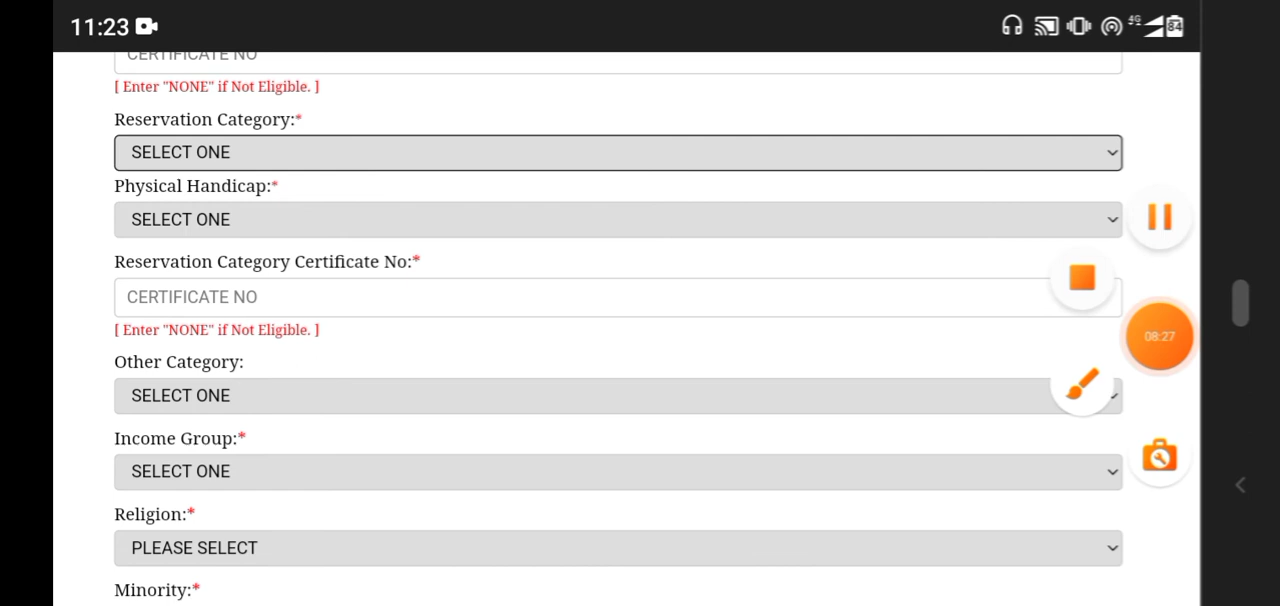 11:23
4G
84
CERTIFICATE NO
[ Enter "NONE" if Not Eligible. ]
Reservation Category:*
SELECT ONE
Physical Handicap:*
SELECT ONE
Reservation Category Certificate No:*
CERTIFICATE NO
[ Enter "NONE" if Not Eligible. ]
08:27
Other Category:
SELECT ONE
Income Group:*
SELECT ONE
Religion:*
PLEASE SELECT
Minority:*